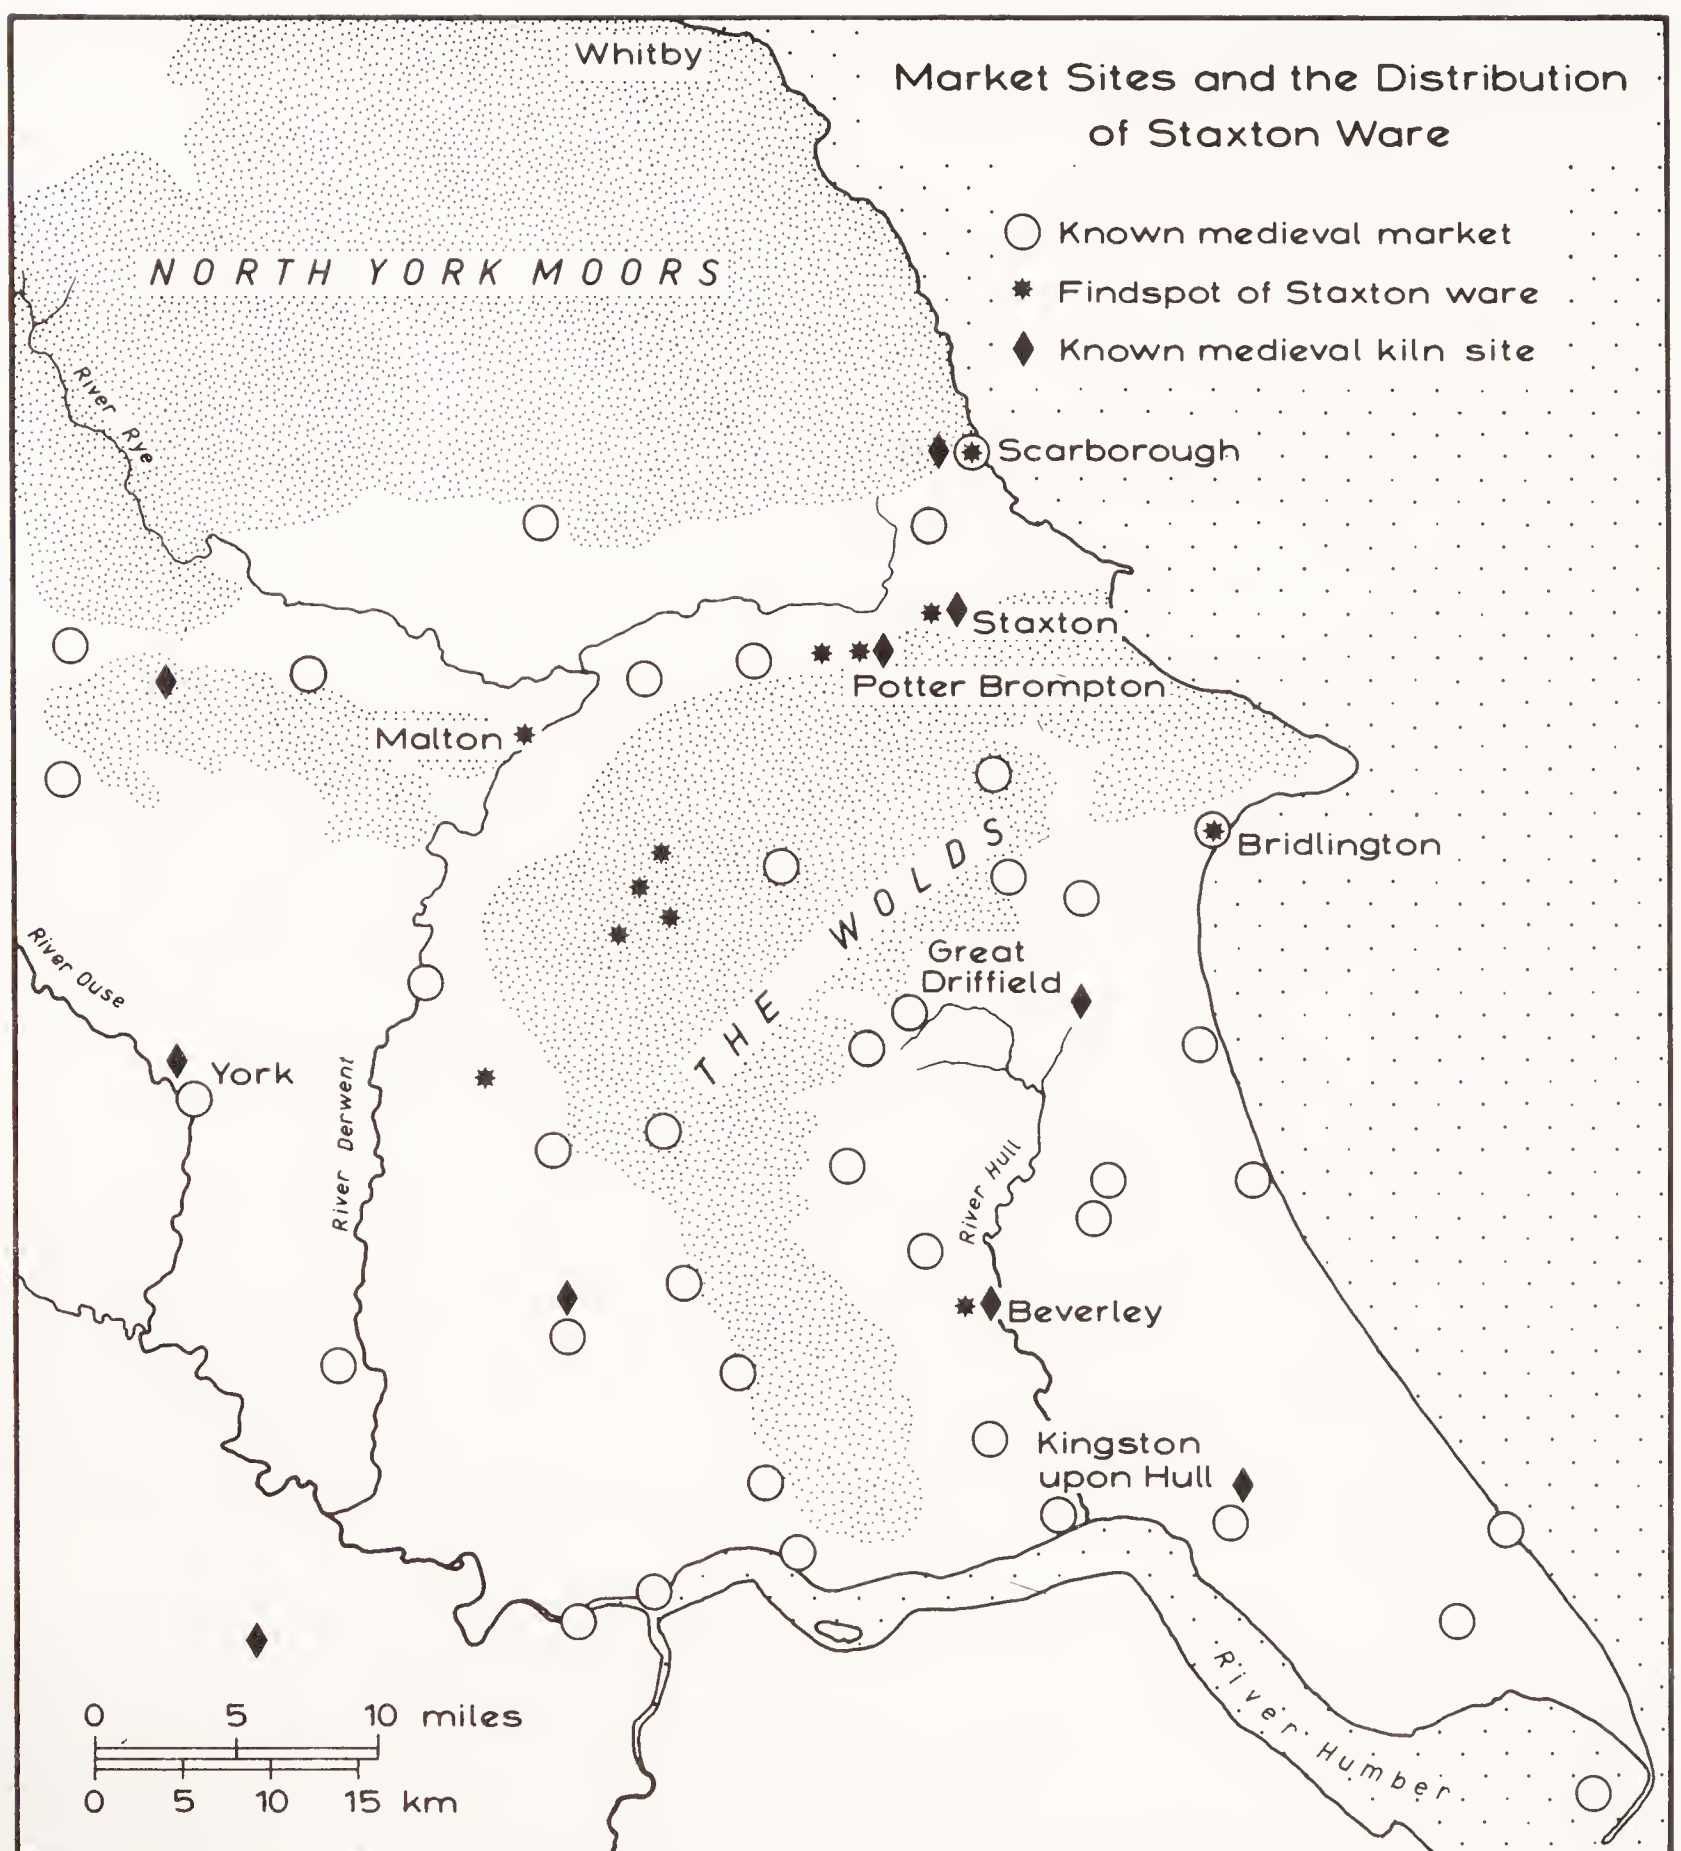 Whitby
Market Sites and the Distribution
of Staxton Ware
Known medieval market
Findspot of Staxton ware
Known medieval kiln site
NORTH YORK MOORS
River Rye
Scarborough
Staxton
Potter Brompton
Malton
Bridlington
THE WOLDS
Great
Driffield
River Ouse
York
River Derwent
River Hull
Beverley
Kingston
upon Hull
River Humber
0 5 10 miles
0 5 10 15 km